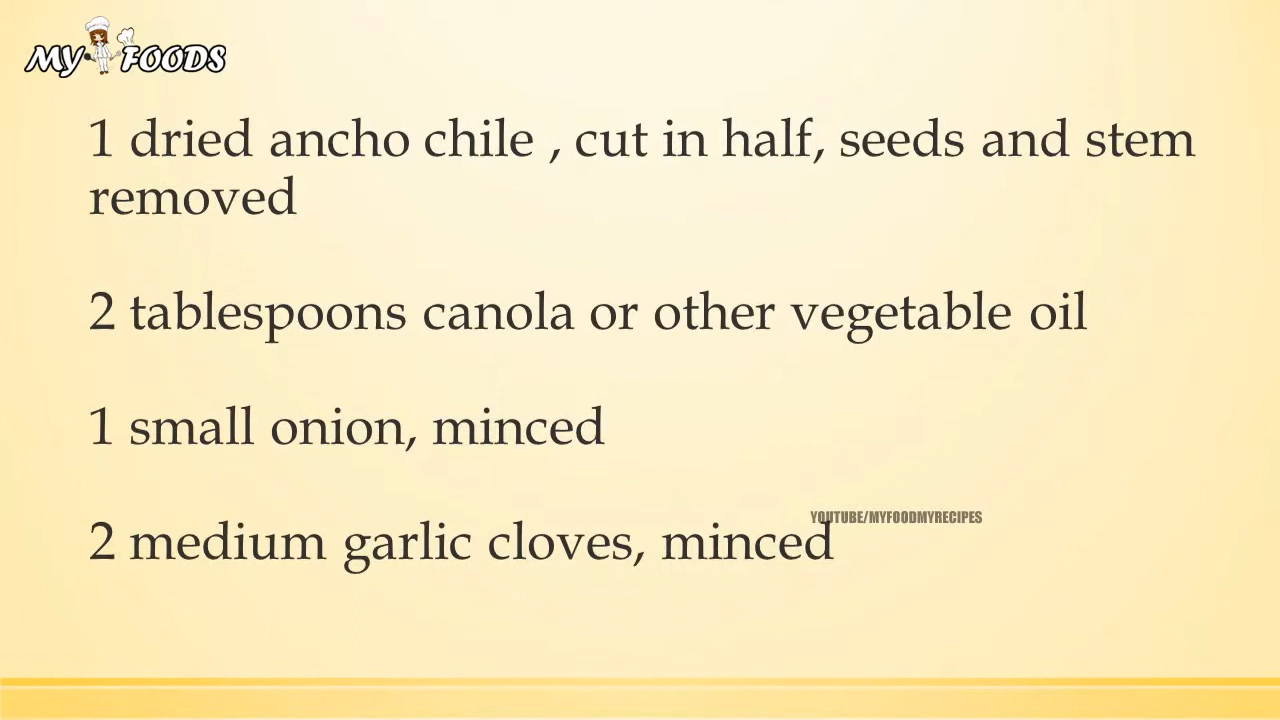 MY FOODS
1 dried ancho chile , cut in half, seeds and stem
removed
2 tablespoons canola or other vegetable oil
1 small onion, minced
YOUTUBE/MYFOODMYRECIPES
2 medium garlic cloves, minced